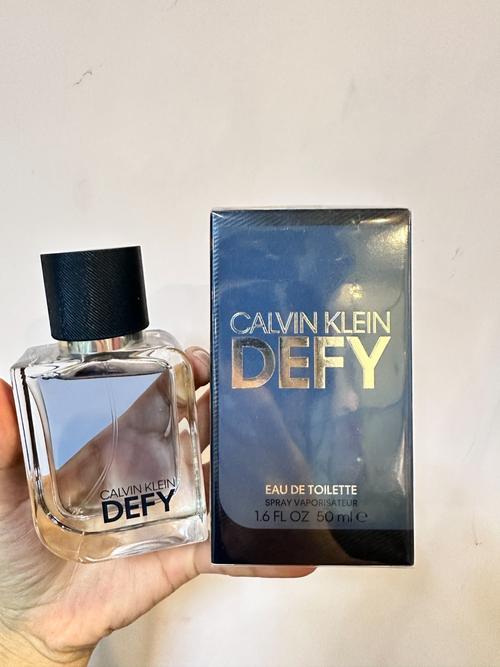 CALVIN KLEIN
DEFY
CALVIN KLEIN
DEFY
EAU DE TOILETTE
SPRAY VAPORISATEUR
1.6 FL OZ 50 ml ℮